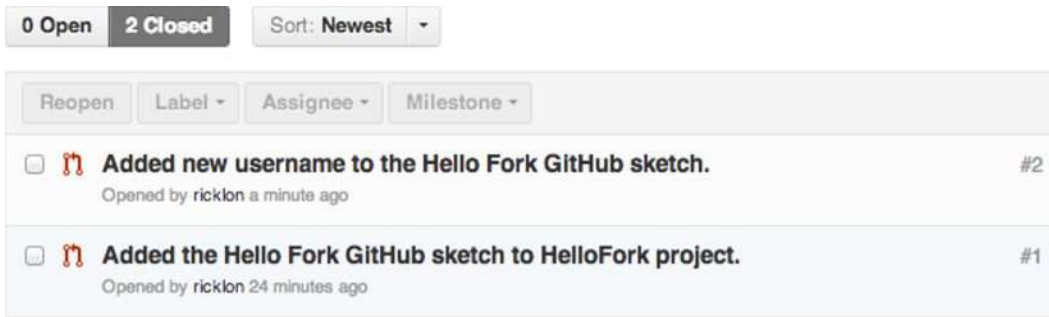 0 Open 2 Closed Sort: Newest
Reopen Label Assignee Milestone
Added new username to the Hello Fork GitHub sketch. #2
Opened by ricklon a minute ago
Added the Hello Fork GitHub sketch to HelloFork project. #1
Opened by ricklon 24 minutes ago